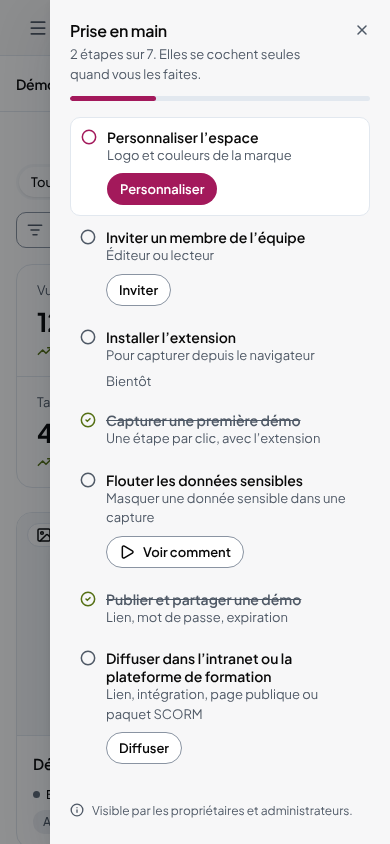 Prise en main
2 étapes sur 7. Elles se cochent seules
quand vous les faites.
Personnaliser l’espace
Logo et couleurs de la marque
Personnaliser
Inviter un membre de l’équipe
Éditeur ou lecteur
Inviter
Installer l’extension
Pour capturer depuis le navigateur
Bientôt
Capturer une première démo
Une étape par clic, avec l’extension
Flouter les données sensibles
Masquer une donnée sensible dans une
capture
Voir comment
Publier et partager une démo
Lien, mot de passe, expiration
Diffuser dans l’intranet ou la
plateforme de formation
Lien, intégration, page publique ou
paquet SCORM
Diffuser
Visible par les propriétaires et administrateurs.